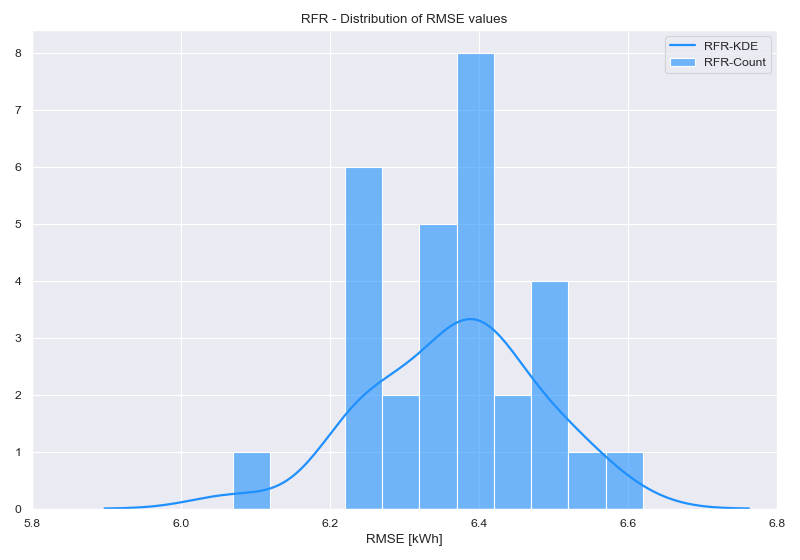 RFR - Distribution of RMSE values
RFR-KDE
RFR-Count
8
7
6
5
4
3
2
1
0
5.8 6.0 6.2 6.4 6.6 6.8
RMSE [kWh]